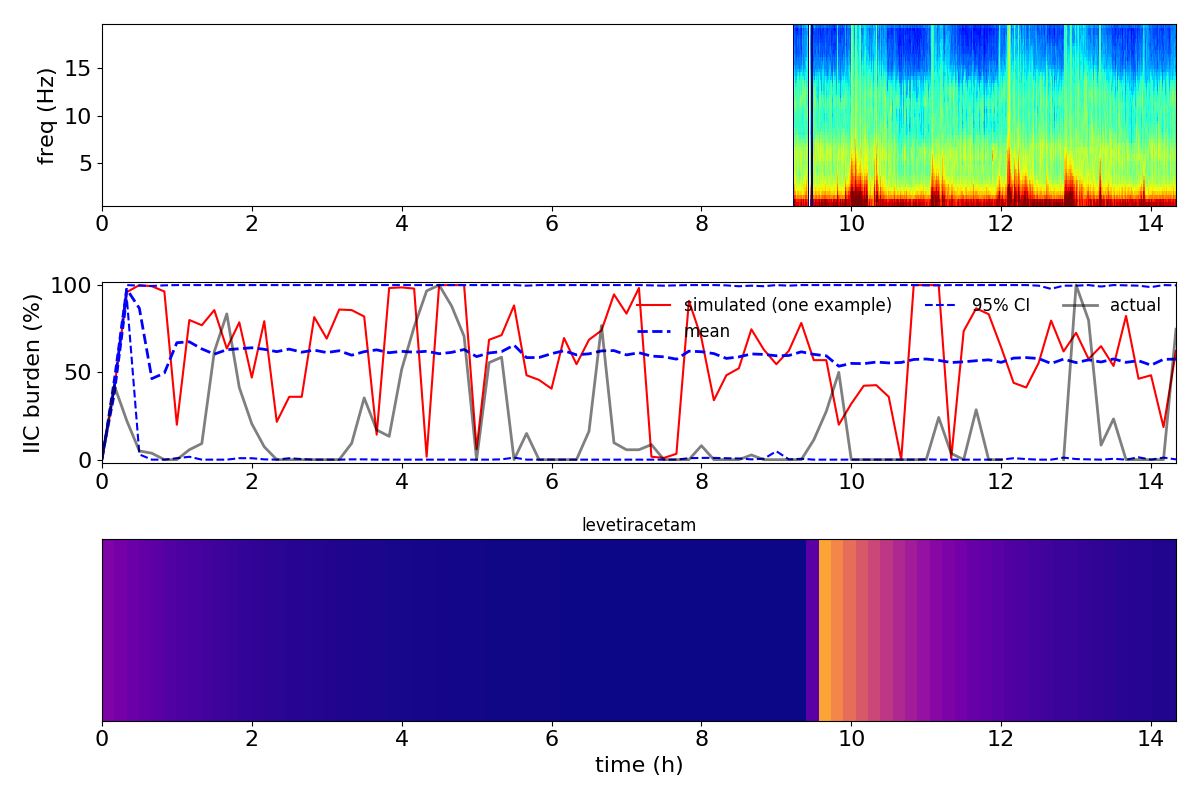 freq (Hz)
15
10
5
0 2 4 6 8 10 12 14
IIC burden (%)
100
50
0
simulated (one example) 95% CI actual
mean
0 2 4 6 8 10 12 14
levetiracetam
0 2 4 6 8 10 12 14
time (h)